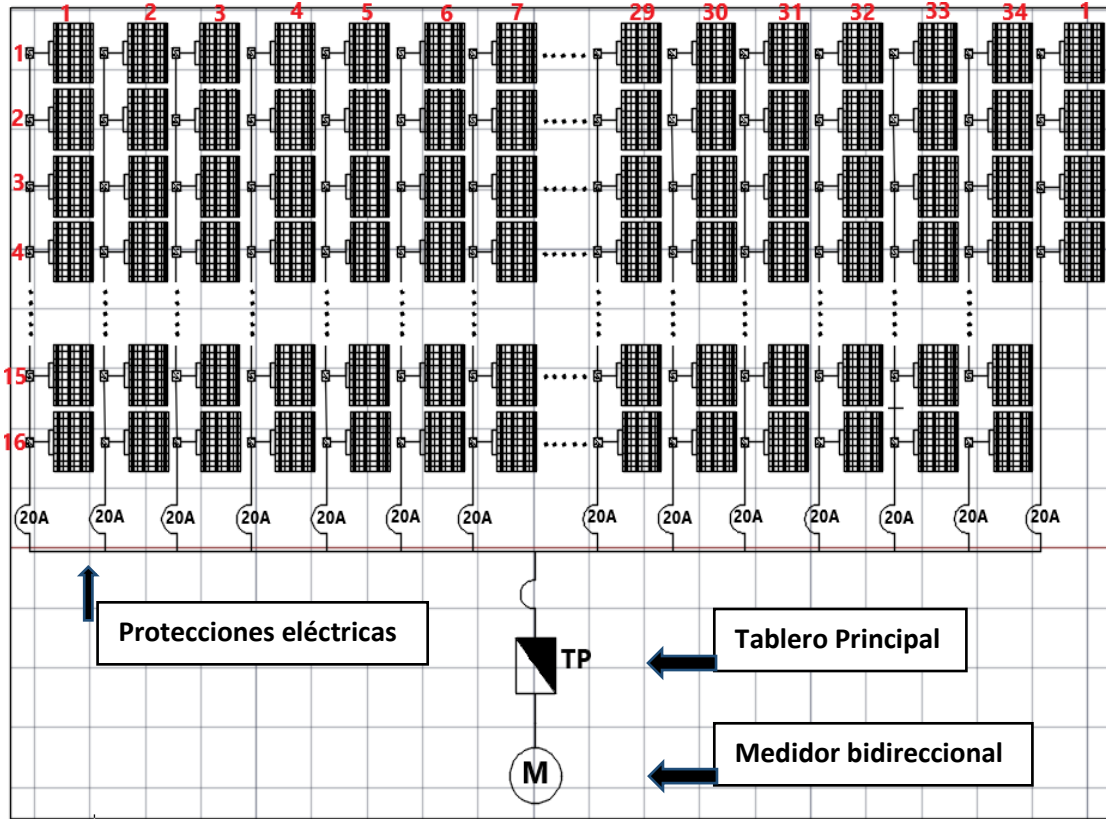 1 2 3 4 5 6 7 29 30 31 32 33 34 1
1
2
3
4
15
16
20A 20A 20A 20A 20A 20A 20A 20A 20A 20A 20A 20A 20A 20A
Protecciones eléctricas
Tablero Principal
TP
Medidor bidireccional
M